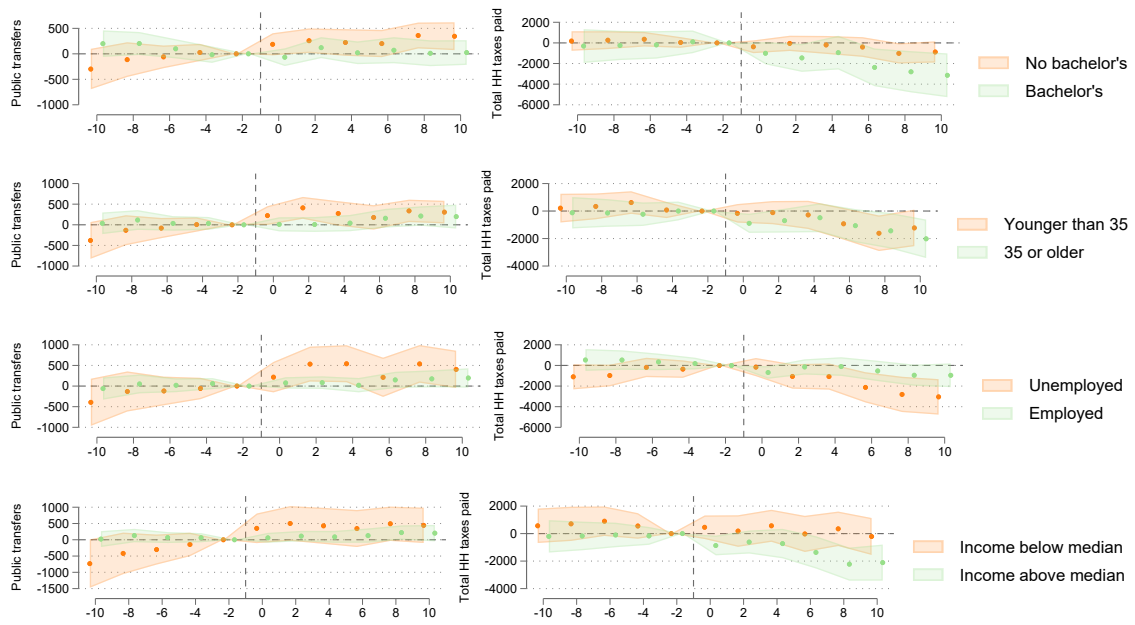 Public transfers
500
0
-500
-1000
-10 -8 -6 -4 -2 0 2 4 6 8 10
Total HH taxes paid
2000
0
-2000
-4000
-6000
-10 -8 -6 -4 -2 0 2 4 6 8 10
No bachelor's
Bachelor's
Public transfers
1000
500
0
-500
-1000
-10 -8 -6 -4 -2 0 2 4 6 8 10
Total HH taxes paid
2000
0
-2000
-4000
-10 -8 -6 -4 -2 0 2 4 6 8 10
Younger than 35
35 or older
Public transfers
1000
500
0
-500
-1000
-10 -8 -6 -4 -2 0 2 4 6 8 10
Total HH taxes paid
2000
0
-2000
-4000
-6000
-10 -8 -6 -4 -2 0 2 4 6 8 10
Unemployed
Employed
Public transfers
1000
500
0
-500
-1000
-1500
-10 -8 -6 -4 -2 0 2 4 6 8 10
Total HH taxes paid
2000
0
-2000
-4000
-10 -8 -6 -4 -2 0 2 4 6 8 10
Income below median
Income above median